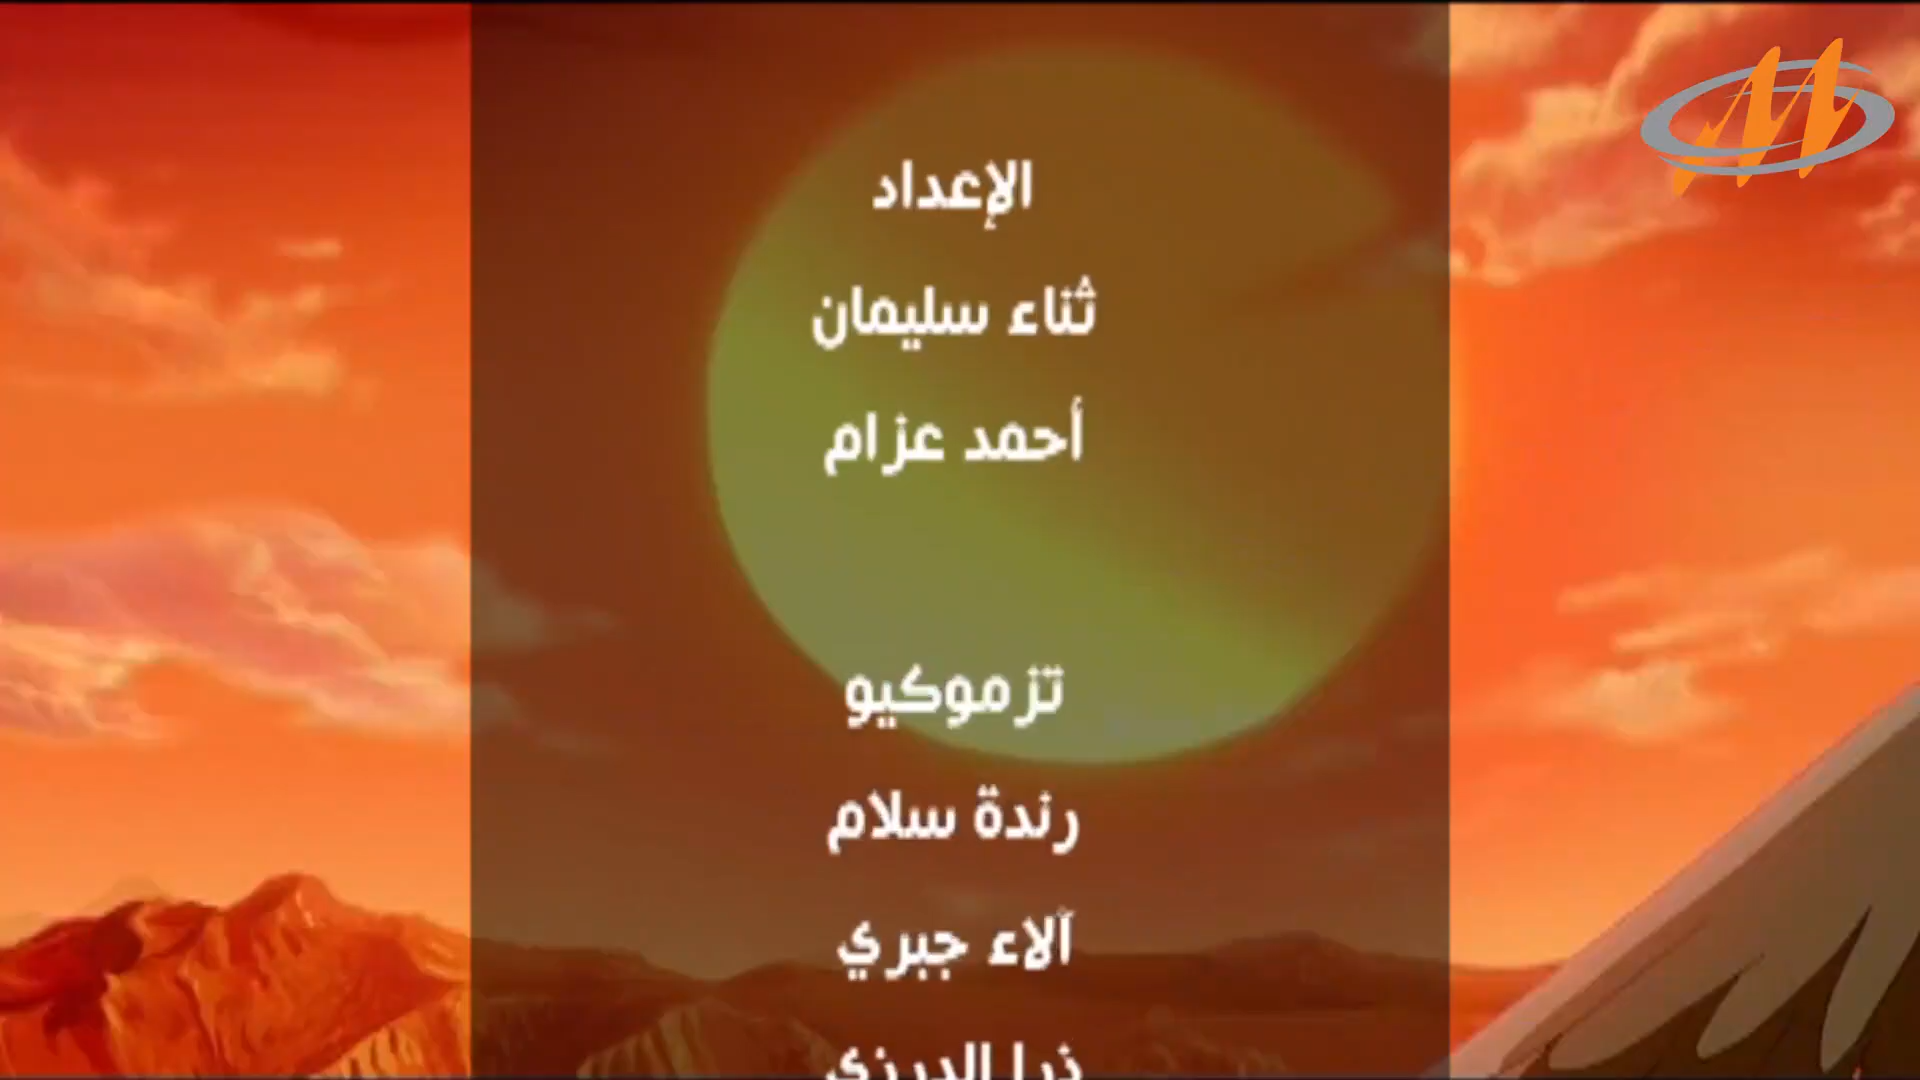 الإعداد
ثناء سليمان
أحمد عزام
تزموكيو
رندة سلام
آلاء جبري